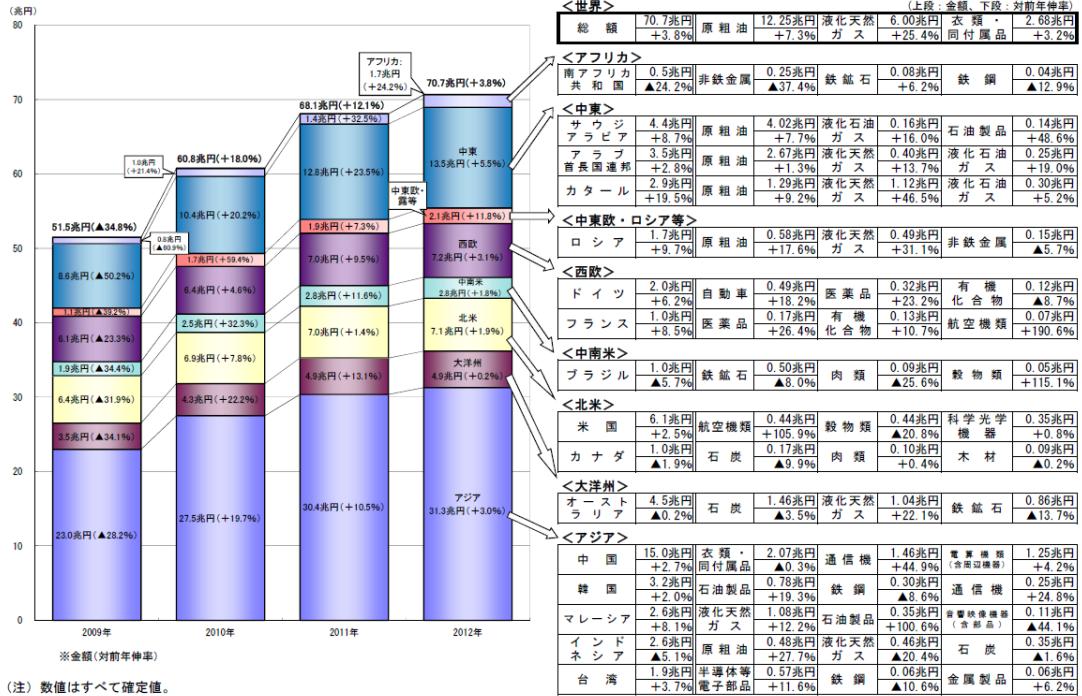 (兆円)
80
70
60
50
40
30
20
10
0
51.5兆円(▲34.8%)
0.8兆円
(▲60.9%)
8.6兆円(▲50.2%)
1.1兆円(▲39.2%)
6.1兆円(▲23.3%)
1.9兆円(▲34.4%)
6.4兆円(▲31.9%)
3.5兆円(▲34.1%)
23.0兆円(▲28.2%)
2009年
60.8兆円(+18.0%)
1.0兆円
(+21.4%)
10.4兆円(+20.2%)
1.7兆円(+59.4%)
6.4兆円(+4.6%)
2.5兆円(+32.3%)
6.9兆円(+7.8%)
4.3兆円(+22.2%)
27.5兆円(+19.7%)
2010年
68.1兆円(+12.1%)
1.4兆円(+32.5%)
12.8兆円(+23.5%)
1.9兆円(+7.3%)
7.0兆円(+9.5%)
2.8兆円(+11.6%)
7.0兆円(+1.4%)
4.9兆円(+13.1%)
30.4兆円(+10.5%)
2011年
アフリカ:
1.7兆円
(+24.2%)
70.7兆円(+3.8%)
中東
13.5兆円(+5.5%)
中東欧・
露等
2.1兆円(+11.8%)
西欧
7.2兆円(+3.1%)
中南米
2.8兆円(+1.8%)
北米
7.1兆円(+1.9%)
大洋州
4.9兆円(+0.2%)
アジア
31.3兆円(+3.0%)
2012年
※金額(対前年伸率)
(注) 数値はすべて確定値。
<世界> (上段:金額、下段:対前年伸率)
総額 70.7兆円 原粗油 12.25兆円 液化天然 6.00兆円 衣類・ 2.68兆円
+3.8% +7.3% ガス +25.4% 同付属品 +3.2%
<アフリカ>
南アフリカ 0.5兆円 非鉄金属 0.25兆円 鉄鉱石 0.08兆円 鉄鋼 0.04兆円
共和国 ▲24.2% ▲37.4% +6.2% ▲12.9%
<中東>
サウジ 4.4兆円 原粗油 4.02兆円 液化石油 0.16兆円 石油製品 0.14兆円
アラビア +8.7% +7.7% ガス +16.0% +48.6%
アラブ 3.5兆円 原粗油 2.67兆円 液化天然 0.40兆円 液化石油 0.25兆円
首長国連邦 +2.8% +1.3% ガス +13.7% ガス +19.0%
カタール 2.9兆円 原粗油 1.29兆円 液化天然 1.12兆円 液化石油 0.30兆円
+19.5% +9.2% ガス +46.5% ガス +5.2%
<中東欧・ロシア等>
ロシア 1.7兆円 原粗油 0.58兆円 液化天然 0.49兆円 非鉄金属 0.15兆円
+9.7% +17.6% ガス +31.1% ▲5.7%
<西欧>
ドイツ 2.0兆円 自動車 0.49兆円 医薬品 0.32兆円 有機 0.12兆円
+6.2% +18.2% +23.2% 化合物 ▲8.7%
フランス 1.0兆円 医薬品 0.17兆円 有機 0.13兆円 航空機類 0.07兆円
+8.5% +26.4% 化合物 +10.7% +190.6%
<中南米>
ブラジル 1.0兆円 鉄鉱石 0.50兆円 肉類 0.09兆円 穀物類 0.05兆円
▲5.7% ▲8.0% ▲25.6% +115.1%
<北米>
米国 6.1兆円 航空機類 0.44兆円 穀物類 0.44兆円 科学光学 0.35兆円
+2.5% +105.9% ▲20.8% 機器 +0.8%
カナダ 1.0兆円 石炭 0.17兆円 肉類 0.10兆円 木材 0.09兆円
▲1.9% ▲9.9% +0.4% ▲0.2%
<大洋州>
オースト 4.5兆円 石炭 1.46兆円 液化天然 1.04兆円 鉄鉱石 0.86兆円
ラリア ▲0.2% ▲3.5% ガス +22.1% ▲13.7%
<アジア>
中国 15.0兆円 衣類・ 2.07兆円 通信機 1.46兆円 電算機類 1.25兆円
+2.7% 同付属品 ▲0.3% +44.9% (含周辺機器) +4.2%
韓国 3.2兆円 石油製品 0.78兆円 鉄鋼 0.30兆円 通信機 0.25兆円
+2.0% +19.3% ▲8.6% +24.8%
マレーシア 2.6兆円 液化天然 1.08兆円 石油製品 0.35兆円 音響映像機器 0.11兆円
+8.1% ガス +12.2% +100.6% (含部品) ▲44.1%
インド 2.6兆円 原粗油 0.48兆円 液化天然 0.46兆円 石炭 0.35兆円
ネシア ▲5.1% +27.7% ガス ▲20.4% ▲1.6%
台湾 1.9兆円 半導体等 0.57兆円 鉄鋼 0.06兆円 金属製品 0.06兆円
+3.7% 電子部品 +11.6% ▲10.6% +6.2%